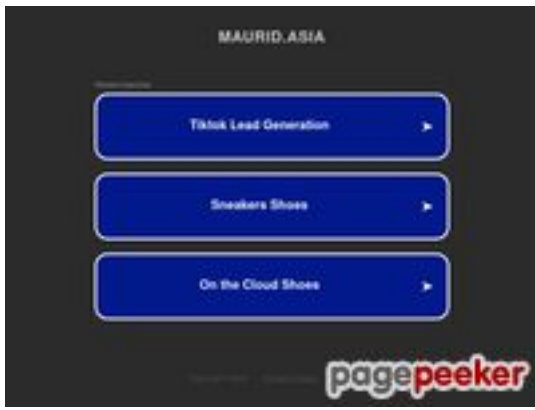 MAURID.ASIA
Tiktok Lead Generation
Sneakers Shoes
On the Cloud Shoes
pagepeeker